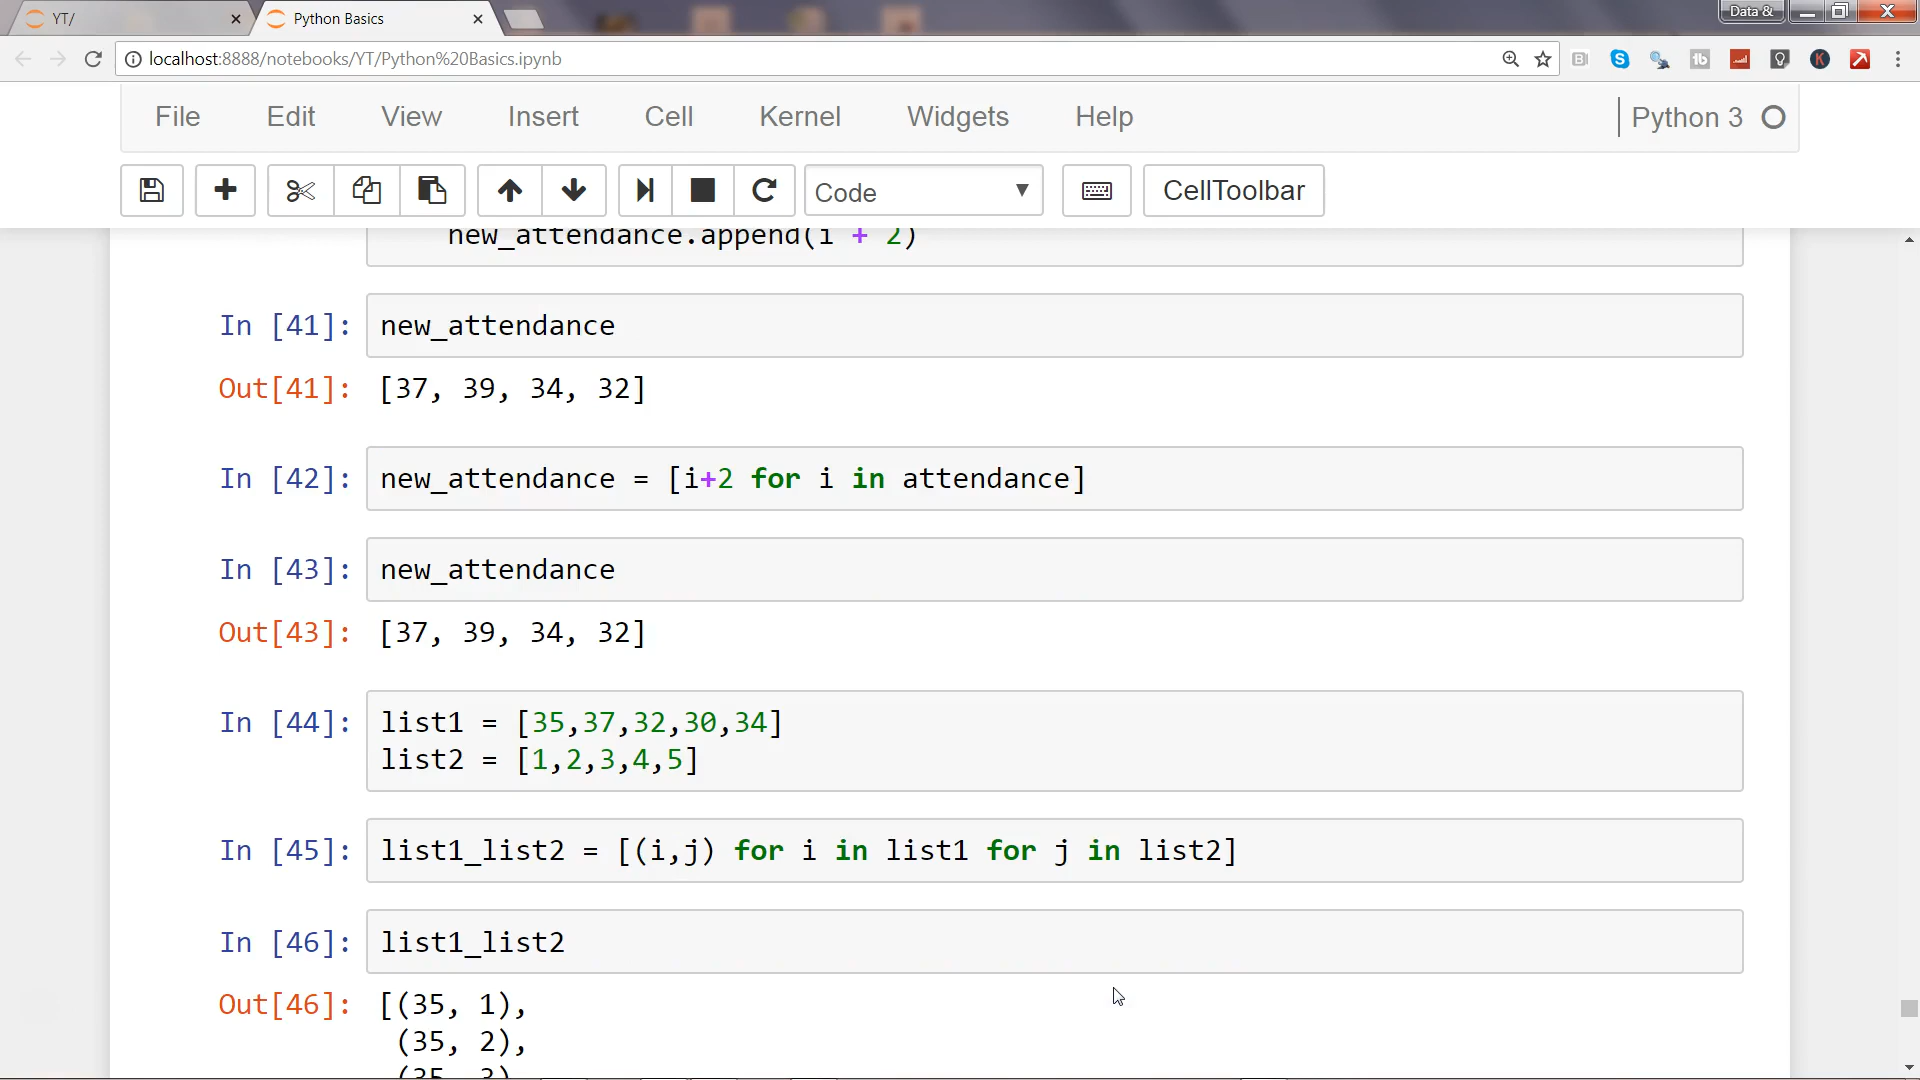 YT/
Python Basics
Data &
localhost:8888/notebooks/YT/Python%20Basics.ipynb
File Edit View Insert Cell Kernel Widgets Help Python 3
Code CellToolbar
new_attendance.append(i + 2)
In [41]: new_attendance
Out[41]: [37, 39, 34, 32]
In [42]: new_attendance = [i+2 for i in attendance]
In [43]: new_attendance
Out[43]: [37, 39, 34, 32]
In [44]: list1 = [35,37,32,30,34]
list2 = [1,2,3,4,5]
In [45]: list1_list2 = [(i,j) for i in list1 for j in list2]
In [46]: list1_list2
Out[46]: [(35, 1),
(35, 2),
(35, 3),